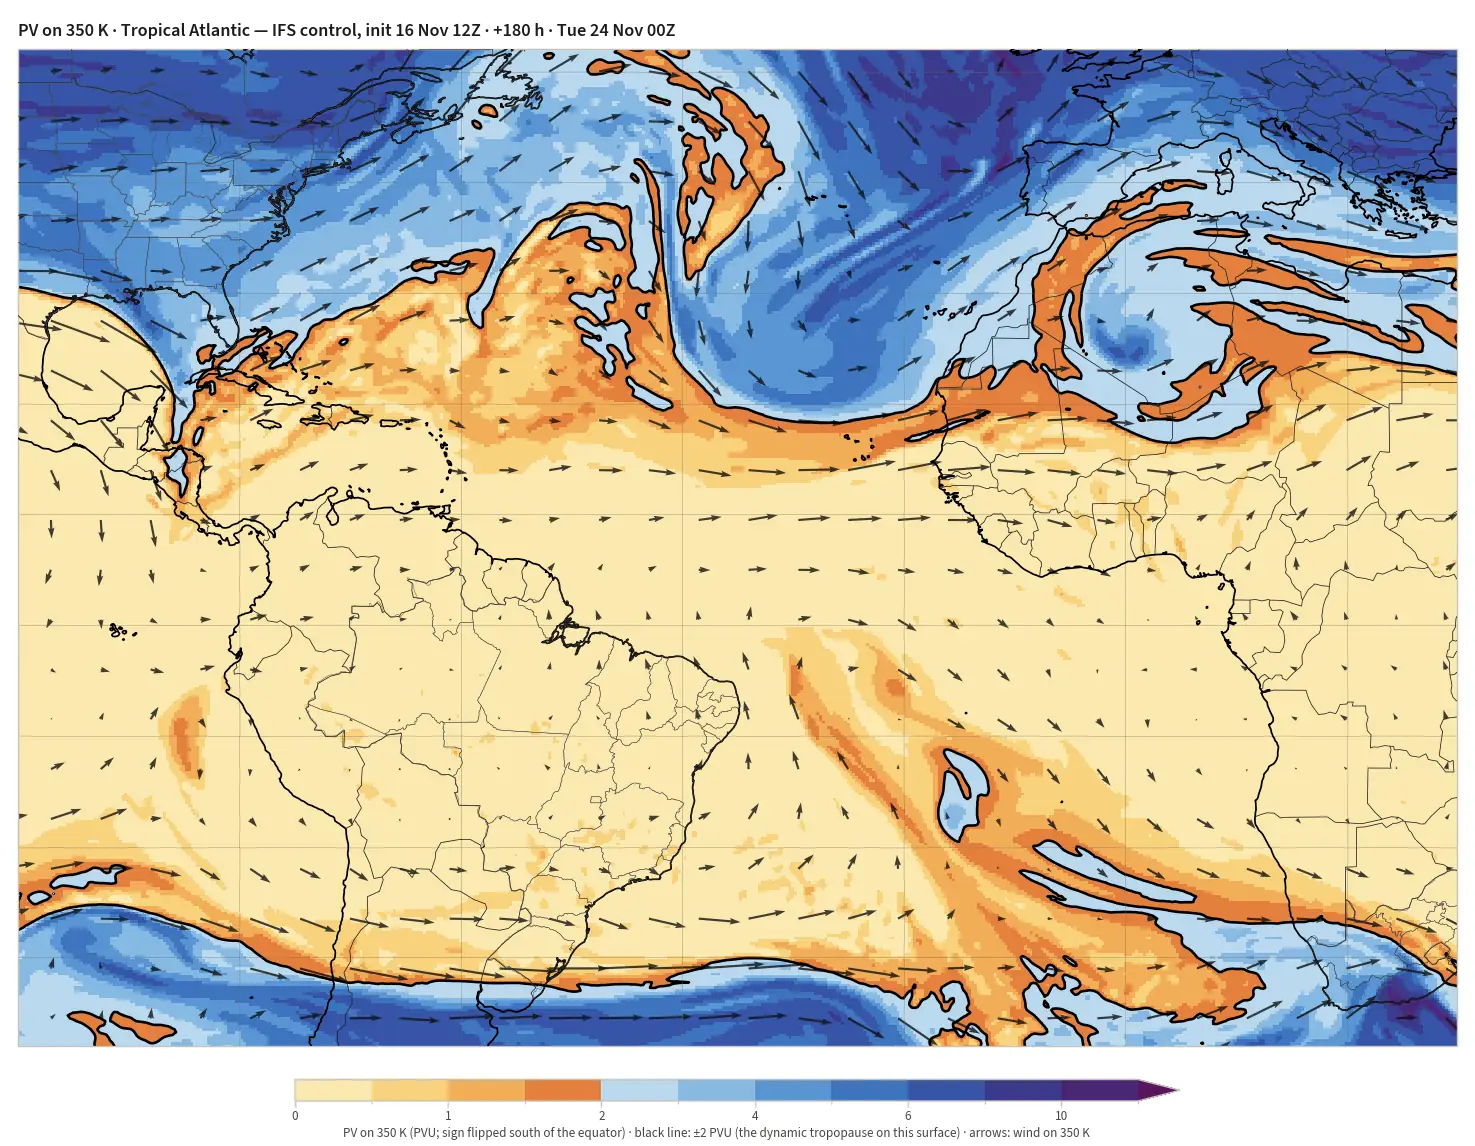 PV on 350 K · Tropical Atlantic — IFS control, init 16 Nov 12Z · +180 h · Tue 24 Nov 00Z
0 1 2 4 6 10
PV on 350 K (PVU; sign flipped south of the equator) · black line: ±2 PVU (the dynamic tropopause on this surface) · arrows: wind on 350 K